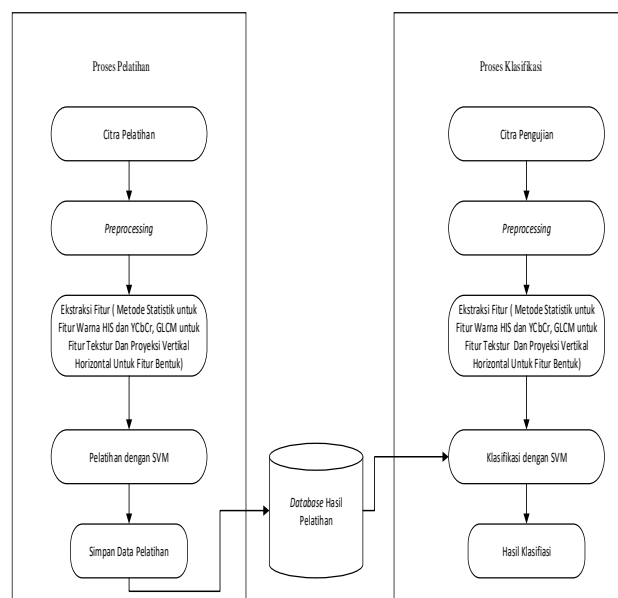 Proses Pelatihan
Citra Pelatihan
Preprocessing
Ekstraksi Fitur ( Metode Statistik untuk
Fitur Warna HIS dan YCbCr, GLCM untuk
Fitur Tekstur Dan Proyeksi Vertikal
Horizontal Untuk Fitur Bentuk)
Pelatihan dengan SVM
Simpan Data Pelatihan
Database Hasil
Pelatihan
Proses Klasifikasi
Citra Pengujian
Preprocessing
Ekstraksi Fitur ( Metode Statistik untuk
Fitur Warna HIS dan YCbCr, GLCM untuk
Fitur Tekstur Dan Proyeksi Vertikal
Horizontal Untuk Fitur Bentuk)
Klasifikasi dengan SVM
Hasil Klasifiasi